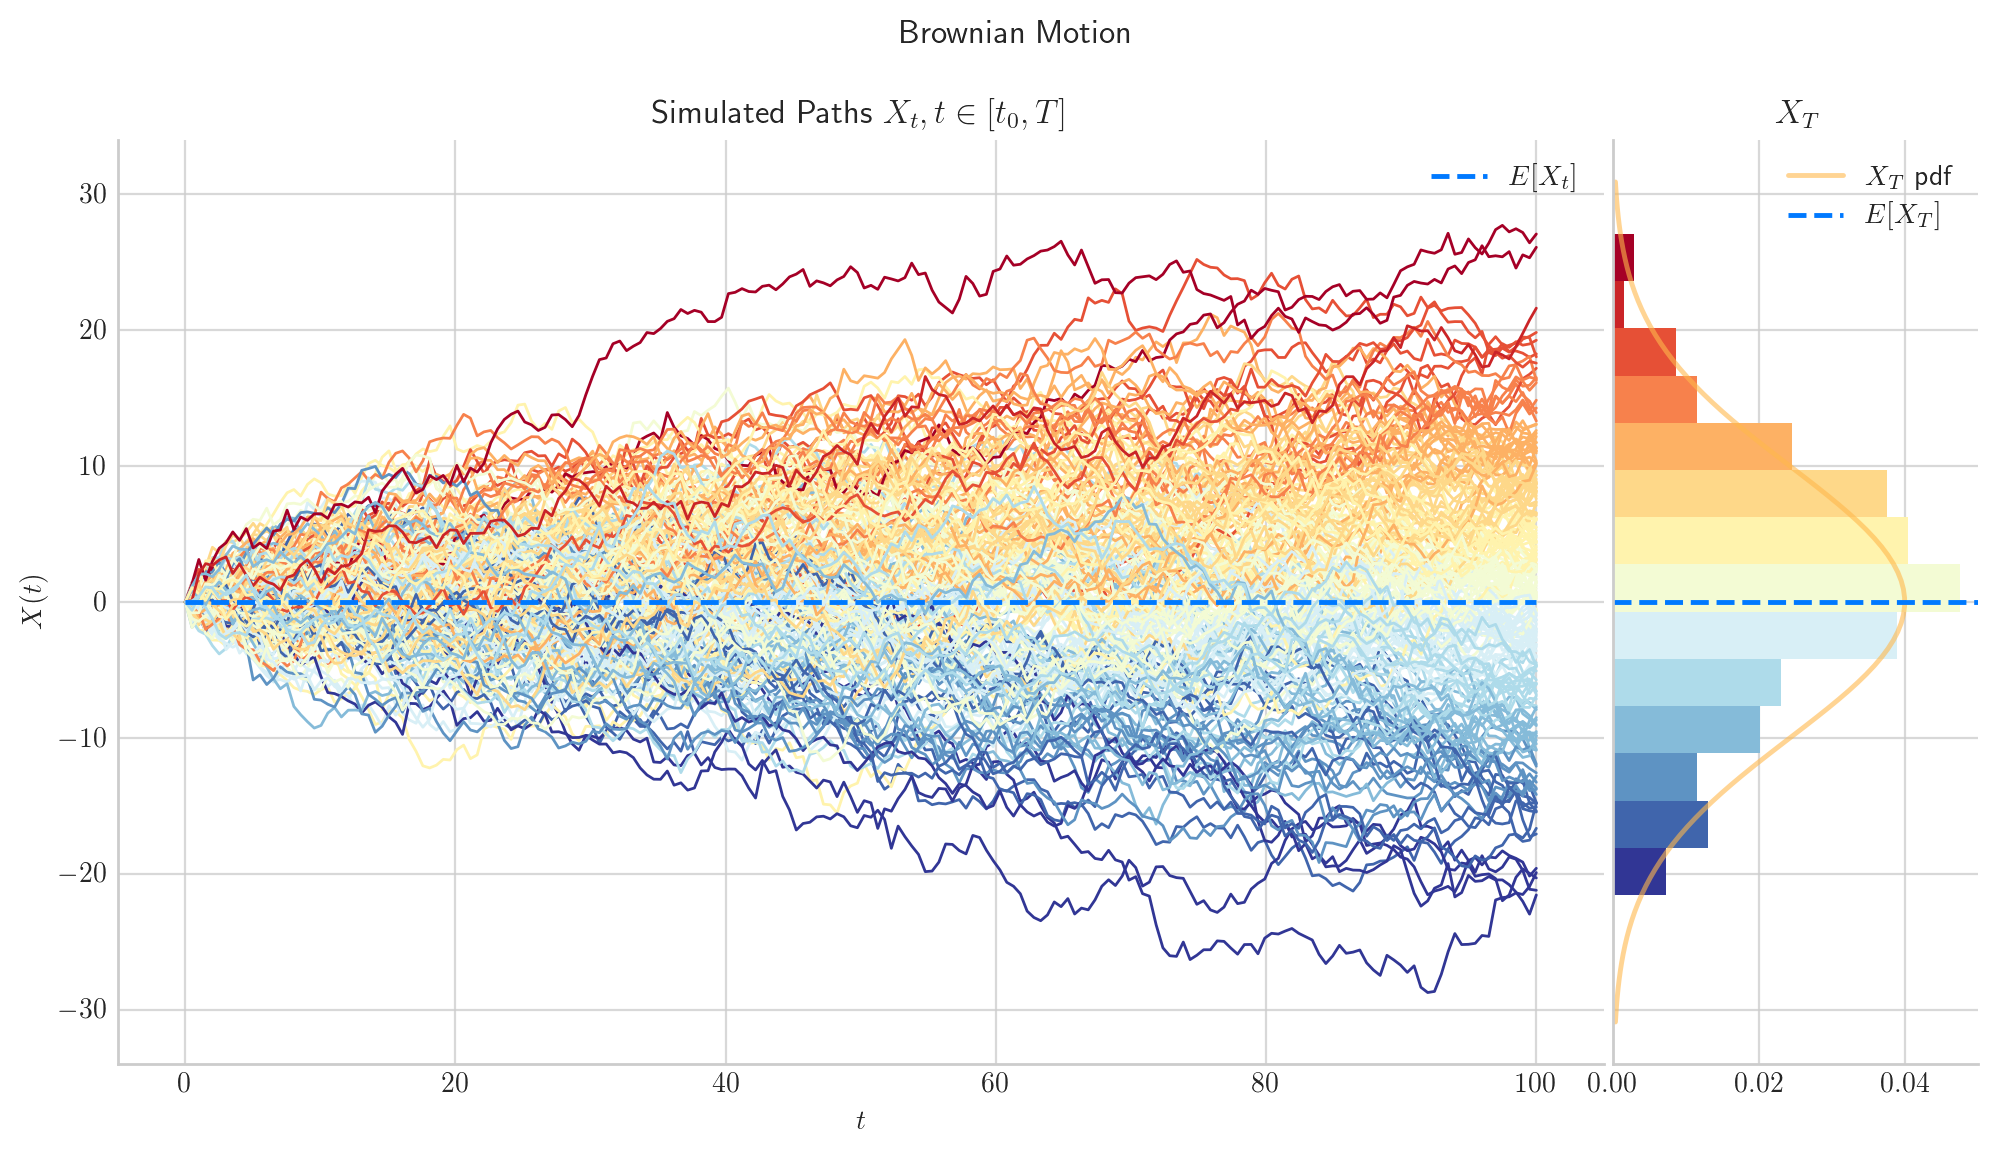 Brownian Motion
Simulated Paths $X_t, t \in [t_0, T]$
$X_T$
$E[X_t]$
$X_T$ pdf
$E[X_T]$
30
20
10
0
−10
−20
−30
$X(t)$
0 20 40 60 80 100
0.00 0.02 0.04
$t$